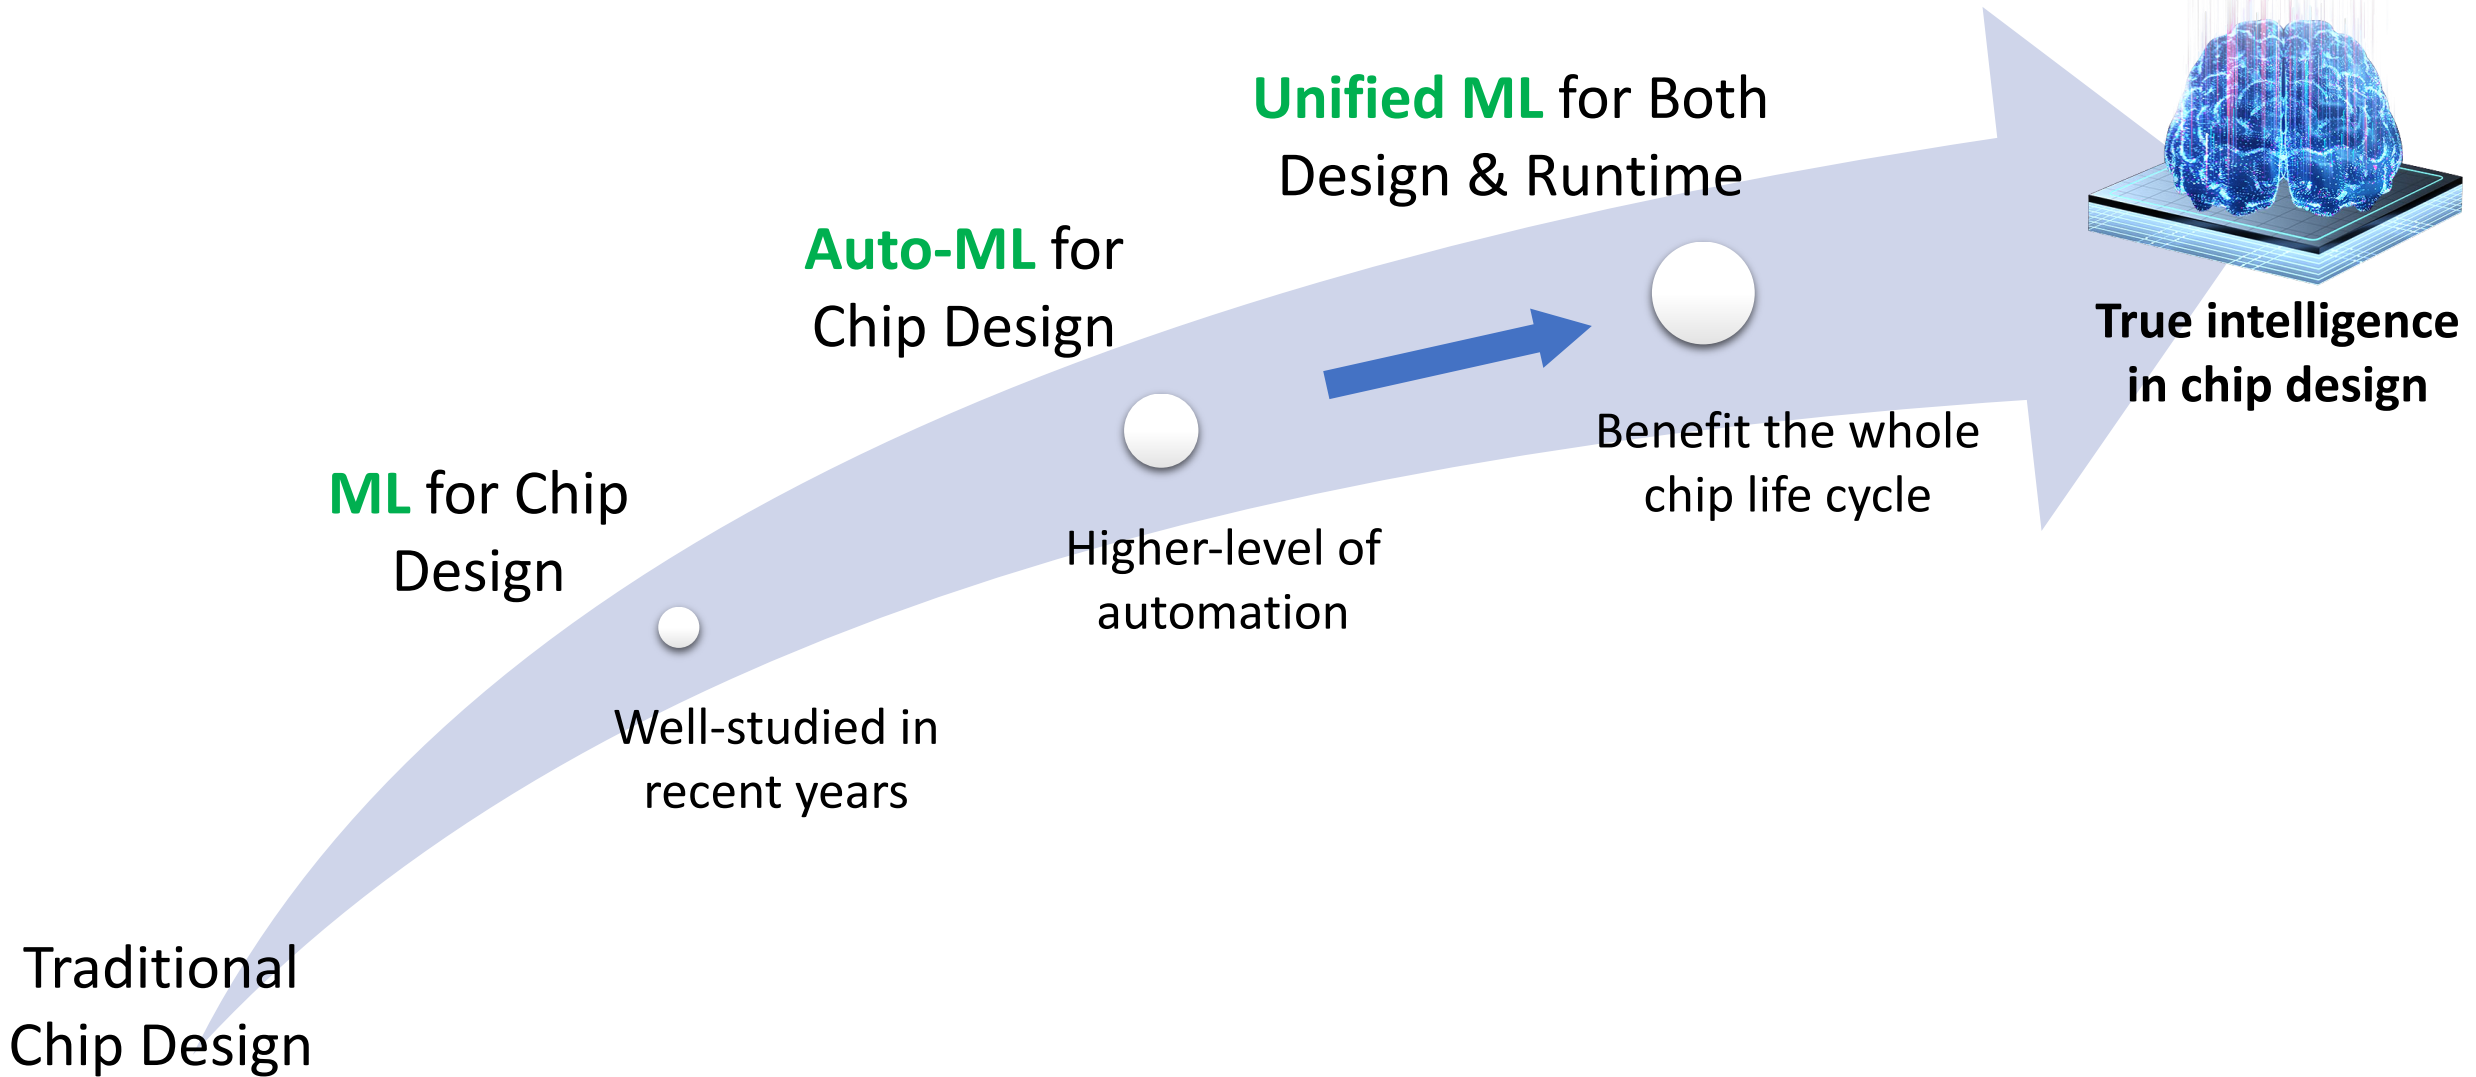 Unified ML for Both
Design & Runtime
Auto-ML for
Chip Design
True intelligence
in chip design
Benefit the whole
chip life cycle
ML for Chip
Design
Higher-level of
automation
Well-studied in
recent years
Traditional
Chip Design